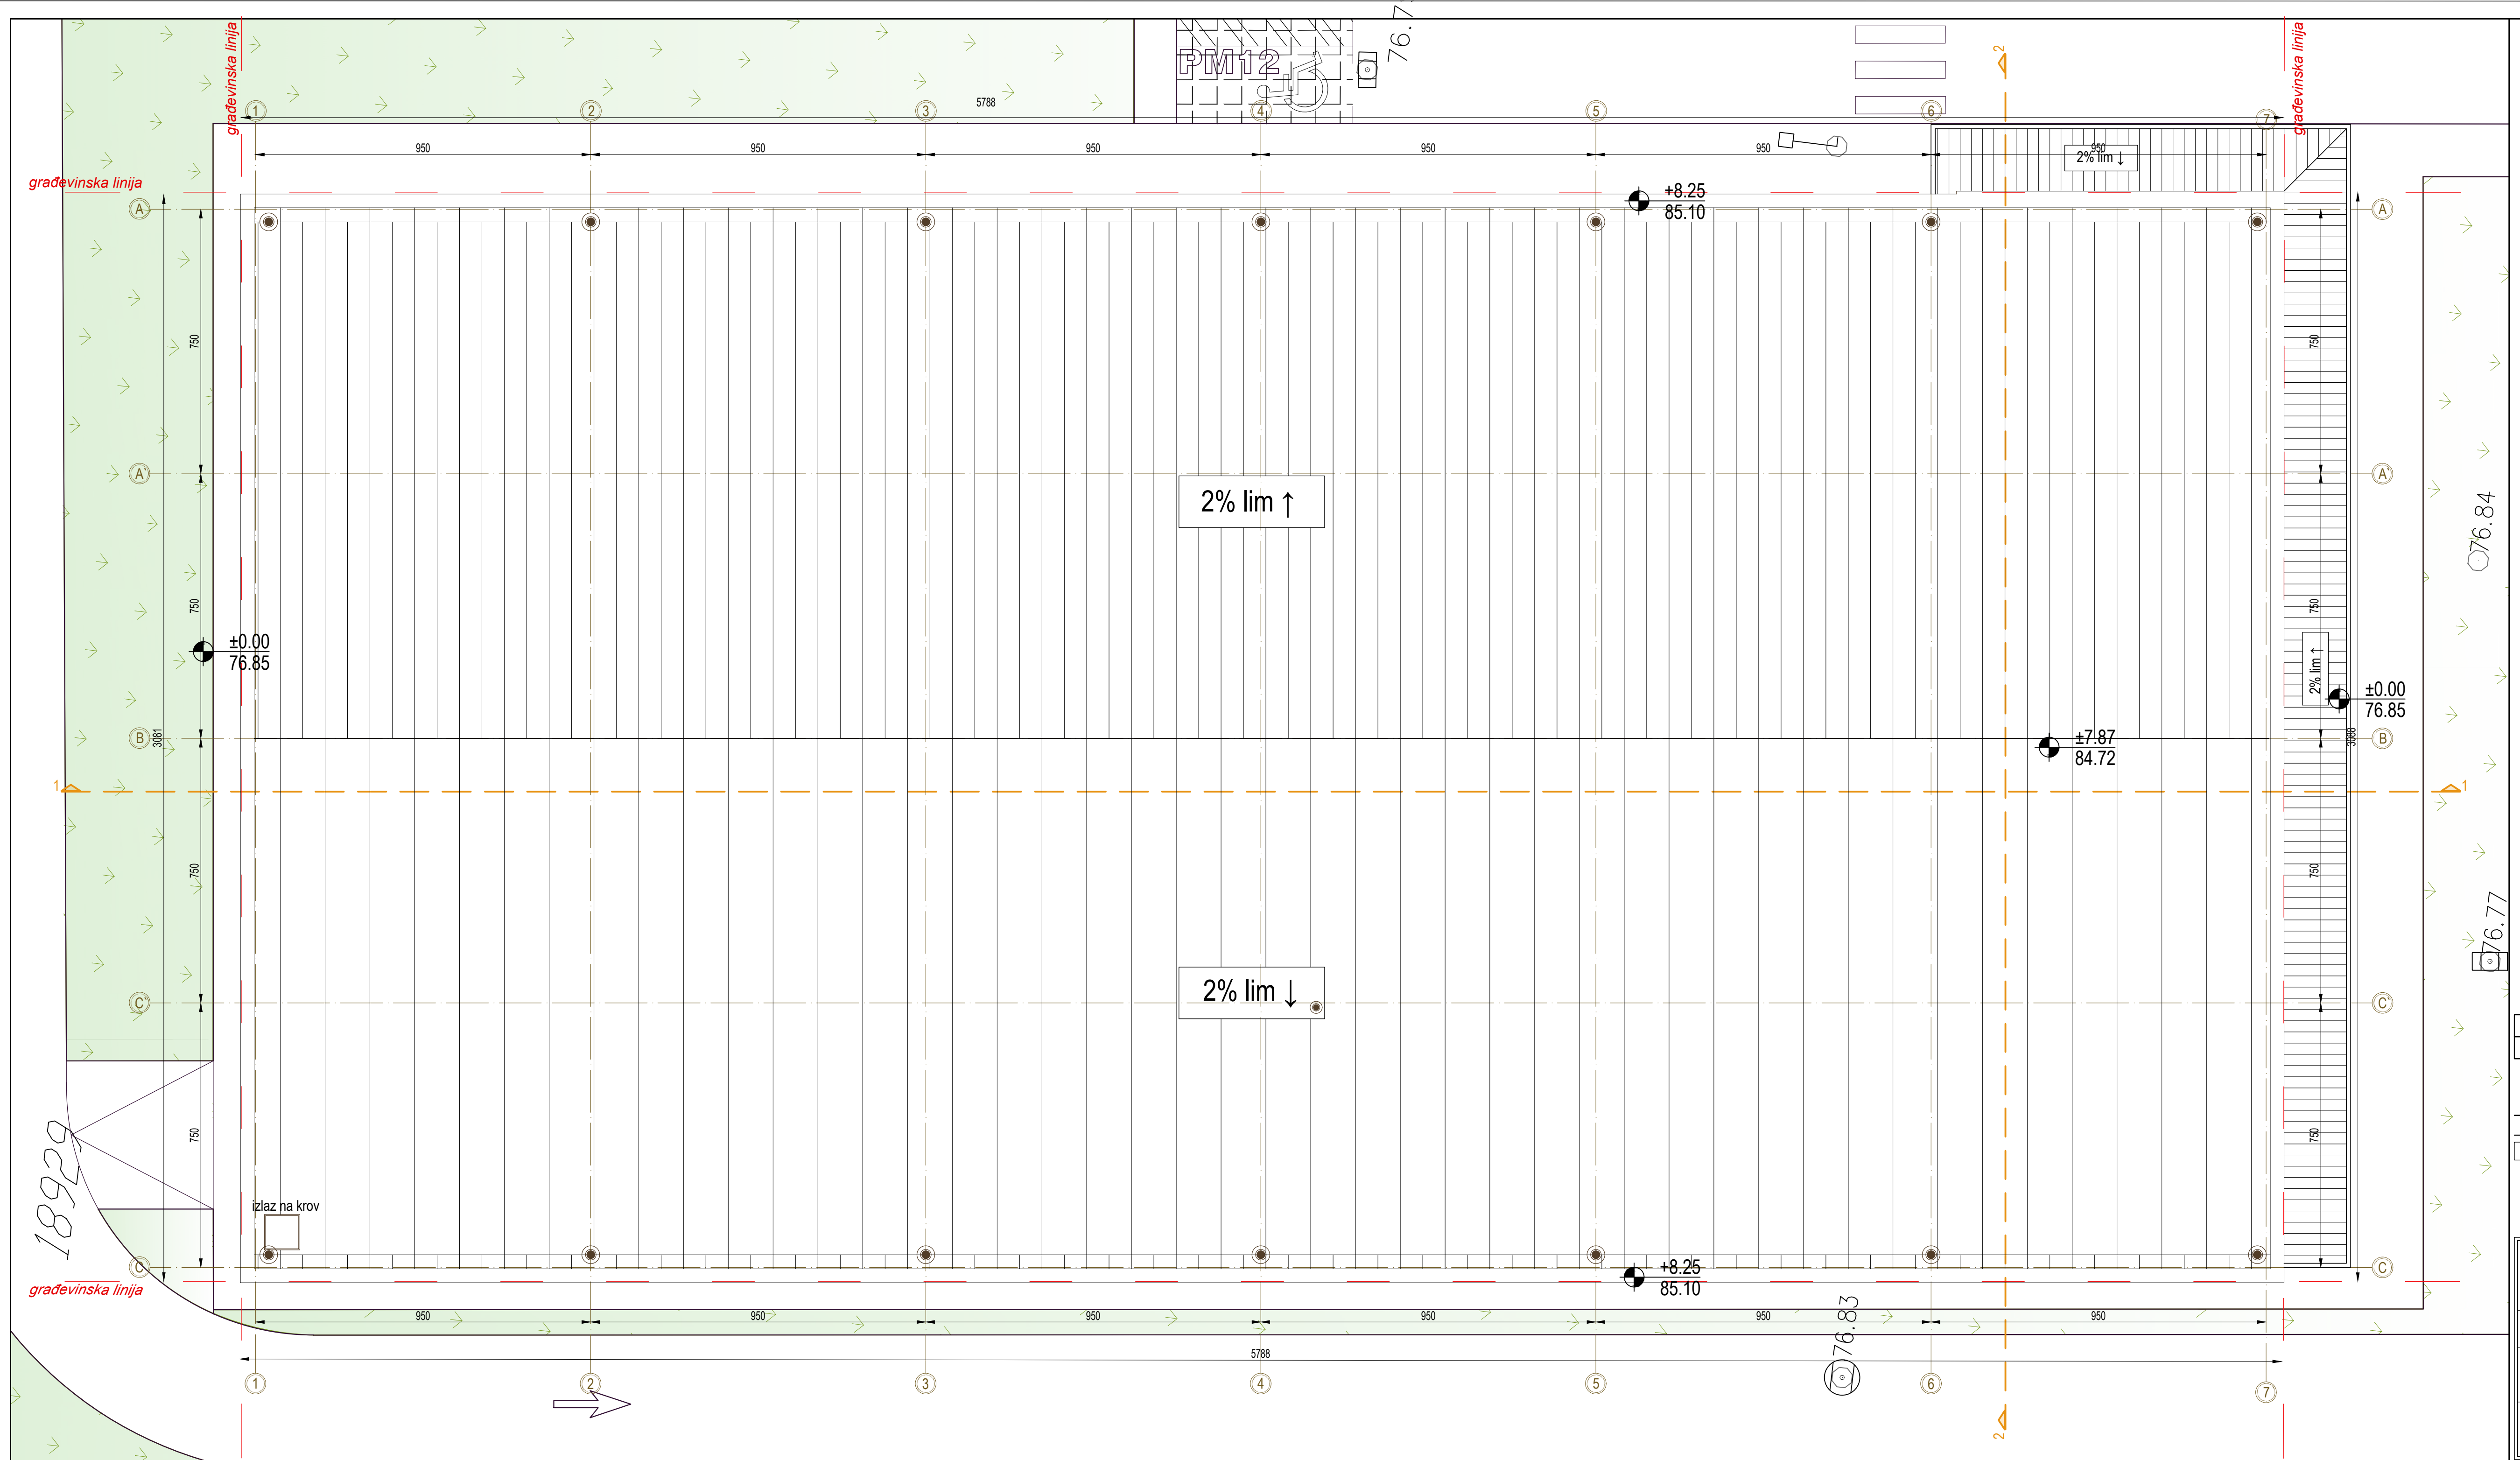 građevinska linija
građevinska linija
PM12
76.7
2
1
2
3
4
5
6
7
5788
950
950
950
950
950
950
2% lim ↓
građevinska linija
+8.25
85.10
A
A
750
750
A`
A`
2% lim ↑
76.84
750
750
±0.00
76.85
2% lim ↑
±0.00
76.85
B
3081
±7.87
84.72
3088
B
1
1
750
750
76.77
C`
C`
2% lim ↓
750
750
18929
izlaz na krov
C
C
građevinska linija
+8.25
85.10
950
950
950
950
950
950
76.83
5788
1
2
3
4
5
6
7
2